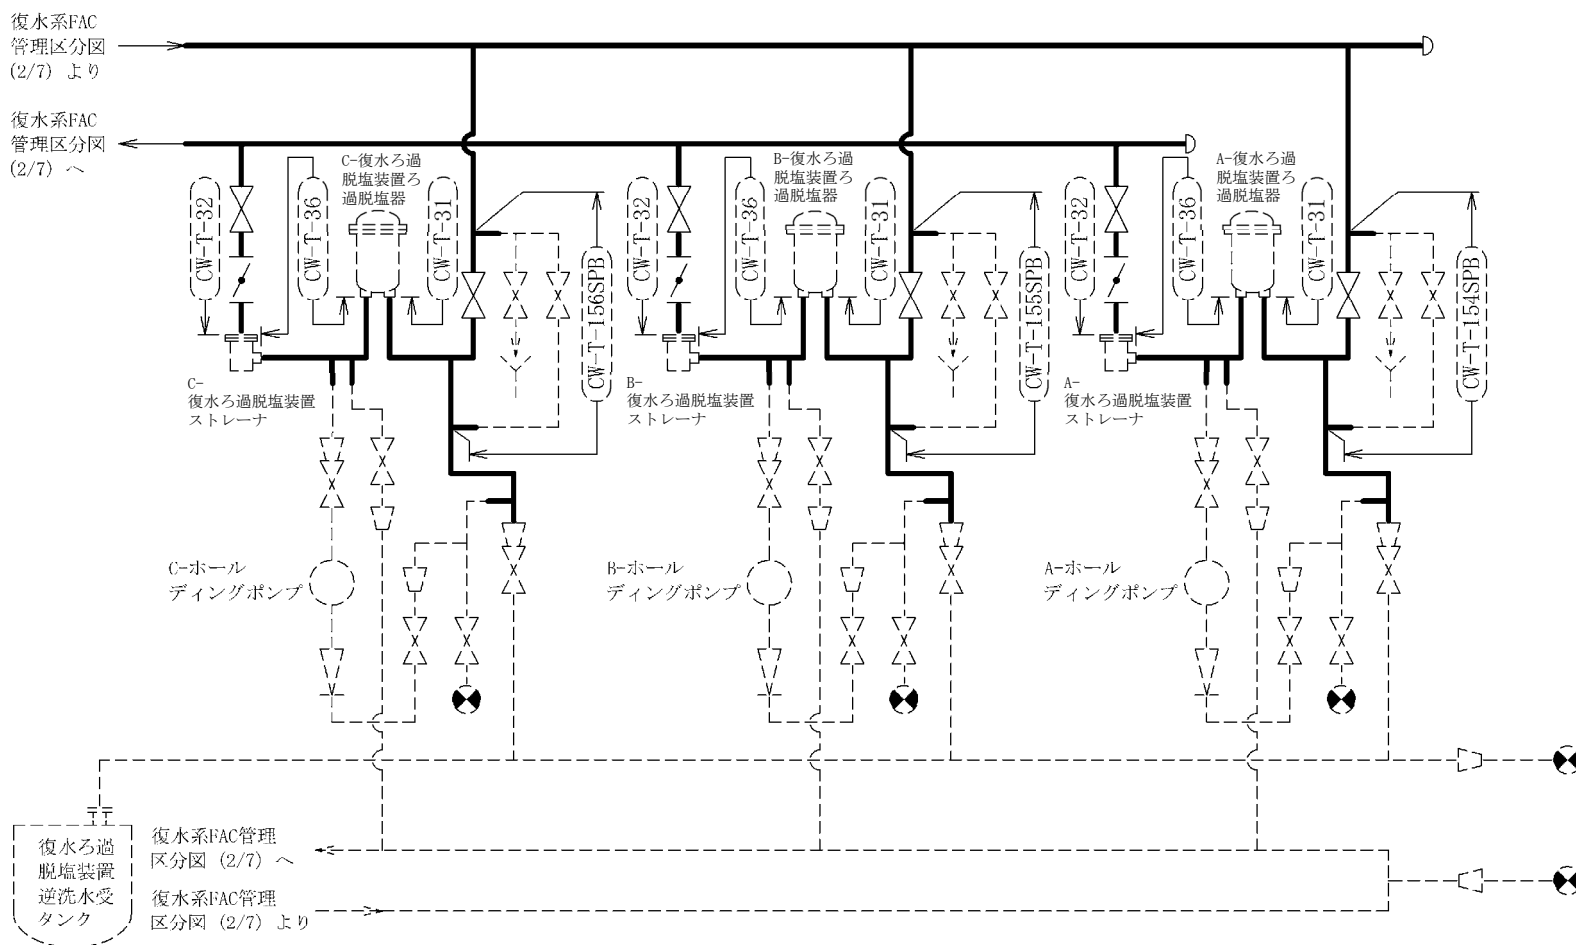 復水系FAC
管理区分図
(2/7) より
復水系FAC
管理区分図
(2/7) へ
CW-T-32
CW-T-36
C-復水ろ過
脱塩装置ろ
過脱塩器
CW-T-31
CW-T-156SPB
C-
復水ろ過脱塩装置
ストレーナ
CW-T-32
CW-T-36
B-復水ろ過
脱塩装置ろ
過脱塩器
CW-T-31
CW-T-155SPB
B-
復水ろ過脱塩装置
ストレーナ
CW-T-32
CW-T-36
A-復水ろ過
脱塩装置ろ
過脱塩器
CW-T-31
CW-T-154SPB
A-
復水ろ過脱塩装置
ストレーナ
C-ホール
ディングポンプ
B-ホール
ディングポンプ
A-ホール
ディングポンプ
復水ろ過
脱塩装置
逆洗水受
タンク
復水系FAC管理
区分図 (2/7) へ
復水系FAC管理
区分図 (2/7) より